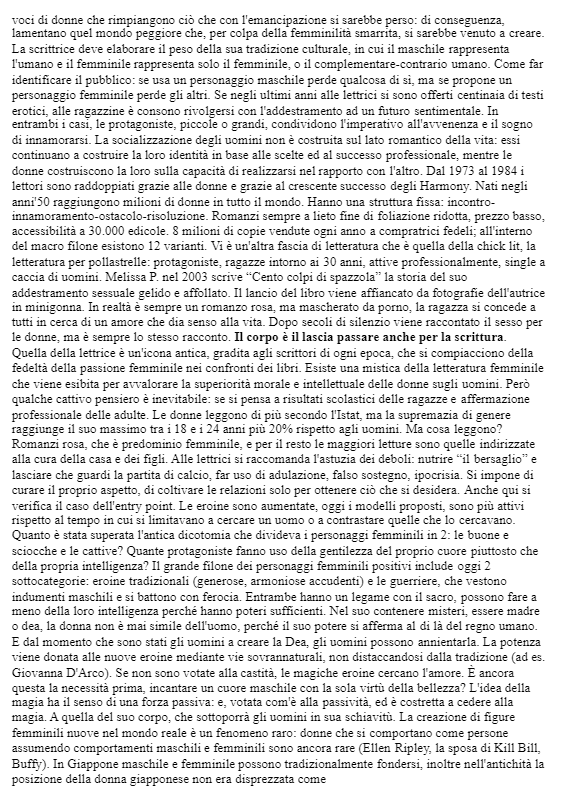 voci di donne che rimpiangono ciò che con l'emancipazione si sarebbe perso: di conseguenza,
lamentano quel mondo peggiore che, per colpa della femminilità smarrita, si sarebbe venuto a creare.
La scrittrice deve elaborare il peso della sua tradizione culturale, in cui il maschile rappresenta
l'umano e il femminile rappresenta solo il femminile, o il complementare-contrario umano. Come far
identificare il pubblico: se usa un personaggio maschile perde qualcosa di sì, ma se propone un
personaggio femminile perde gli altri. Se negli ultimi anni alle lettrici si sono offerti centinaia di testi
erotici, alle ragazzine è consono rivolgersi con l'addestramento ad un futuro sentimentale. In
entrambi i casi, le protagoniste, piccole o grandi, condividono l'imperativo all'avvenenza e il sogno
di innamorarsi. La socializzazione degli uomini non è costruita sul lato romantico della vita: essi
continuano a costruire la loro identità in base alle scelte ed al successo professionale, mentre le
donne costruiscono la loro sulla capacità di realizzarsi nel rapporto con l'altro. Dal 1973 al 1984 i
lettori sono raddoppiati grazie alle donne e grazie al crescente successo degli Harmony. Nati negli
anni'50 raggiungono milioni di donne in tutto il mondo. Hanno una struttura fissa: incontro-
innamoramento-ostacolo-risoluzione. Romanzi sempre a lieto fine di foliazione ridotta, prezzo basso,
accessibilità a 30.000 edicole. 8 milioni di copie vendute ogni anno a compratrici fedeli; all'interno
del macro filone esistono 12 varianti. Vi è un'altra fascia di letteratura che è quella della chick lit, la
letteratura per pollastrelle: protagoniste, ragazze intorno ai 30 anni, attive professionalmente, single a
caccia di uomini. Melissa P. nel 2003 scrive “Cento colpi di spazzola” la storia del suo
addestramento sessuale gelido e affollato. Il lancio del libro viene affiancato da fotografie dell'autrice
in minigonna. In realtà è sempre un romanzo rosa, ma mascherato da porno, la ragazza si concede a
tutti in cerca di un amore che dia senso alla vita. Dopo secoli di silenzio viene raccontato il sesso per
le donne, ma è sempre lo stesso racconto. Il corpo è il lascia passare anche per la scrittura.
Quella della lettrice è un'icona antica, gradita agli scrittori di ogni epoca, che si compiacciono della
fedeltà della passione femminile nei confronti dei libri. Esiste una mistica della letteratura femminile
che viene esibita per avvalorare la superiorità morale e intellettuale delle donne sugli uomini. Però
qualche cattivo pensiero è inevitabile: se si pensa a risultati scolastici delle ragazze e affermazione
professionale delle adulte. Le donne leggono di più secondo l'Istat, ma la supremazia di genere
raggiunge il suo massimo tra i 18 e i 24 anni più 20% rispetto agli uomini. Ma cosa leggono?
Romanzi rosa, che è predominio femminile, e per il resto le maggiori letture sono quelle indirizzate
alla cura della casa e dei figli. Alle lettrici si raccomanda l'astuzia dei deboli: nutrire “il bersaglio” e
lasciare che guardi la partita di calcio, far uso di adulazione, falso sostegno, ipocrisia. Si impone di
curare il proprio aspetto, di coltivare le relazioni solo per ottenere ciò che si desidera. Anche qui si
verifica il caso dell'entry point. Le eroine sono aumentate, oggi i modelli proposti, sono più attivi
rispetto al tempo in cui si limitavano a cercare un uomo o a contrastare quelle che lo cercavano.
Quanto è stata superata l'antica dicotomia che divideva i personaggi femminili in 2: le buone e
sciocche e le cattive? Quante protagoniste fanno uso della gentilezza del proprio cuore piuttosto che
della propria intelligenza? Il grande filone dei personaggi femminili positivi include oggi 2
sottocategorie: eroine tradizionali (generose, armoniose accudenti) e le guerriere, che vestono
indumenti maschili e si battono con ferocia. Entrambe hanno un legame con il sacro, possono fare a
meno della loro intelligenza perché hanno poteri sufficienti. Nel suo contenere misteri, essere madre
o dea, la donna non è mai simile dell'uomo, perché il suo potere si afferma al di là del regno umano.
E dal momento che sono stati gli uomini a creare la Dea, gli uomini possono annientarla. La potenza
viene donata alle nuove eroine mediante vie sovrannaturali, non distaccandosi dalla tradizione (ad es.
Giovanna D'Arco). Se non sono votate alla castità, le magiche eroine cercano l'amore. È ancora
questa la necessità prima, incantare un cuore maschile con la sola virtù della bellezza? L'idea della
magia ha il senso di una forza passiva: e, votata com'è alla passività, ed è costretta a cedere alla
magia. A quella del suo corpo, che sottoporrà gli uomini in sua schiavitù. La creazione di figure
femminili nuove nel mondo reale è un fenomeno raro: donne che si comportano come persone
assumendo comportamenti maschili e femminili sono ancora rare (Ellen Ripley, la sposa di Kill Bill,
Buffy). In Giappone maschile e femminile possono tradizionalmente fondersi, inoltre nell'antichità la
posizione della donna giapponese non era disprezzata come